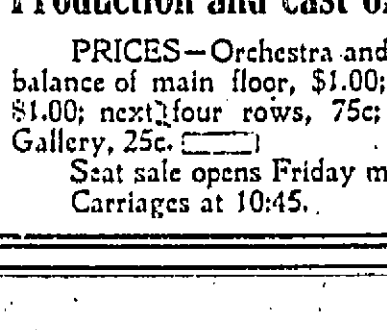 Production and cast of
PRICES—Orchestra and
balance of main floor, $1.00;
$1.00; next four rows, 75c;
Gallery, 25c.
Seat sale opens Friday m
Carriages at 10:45.